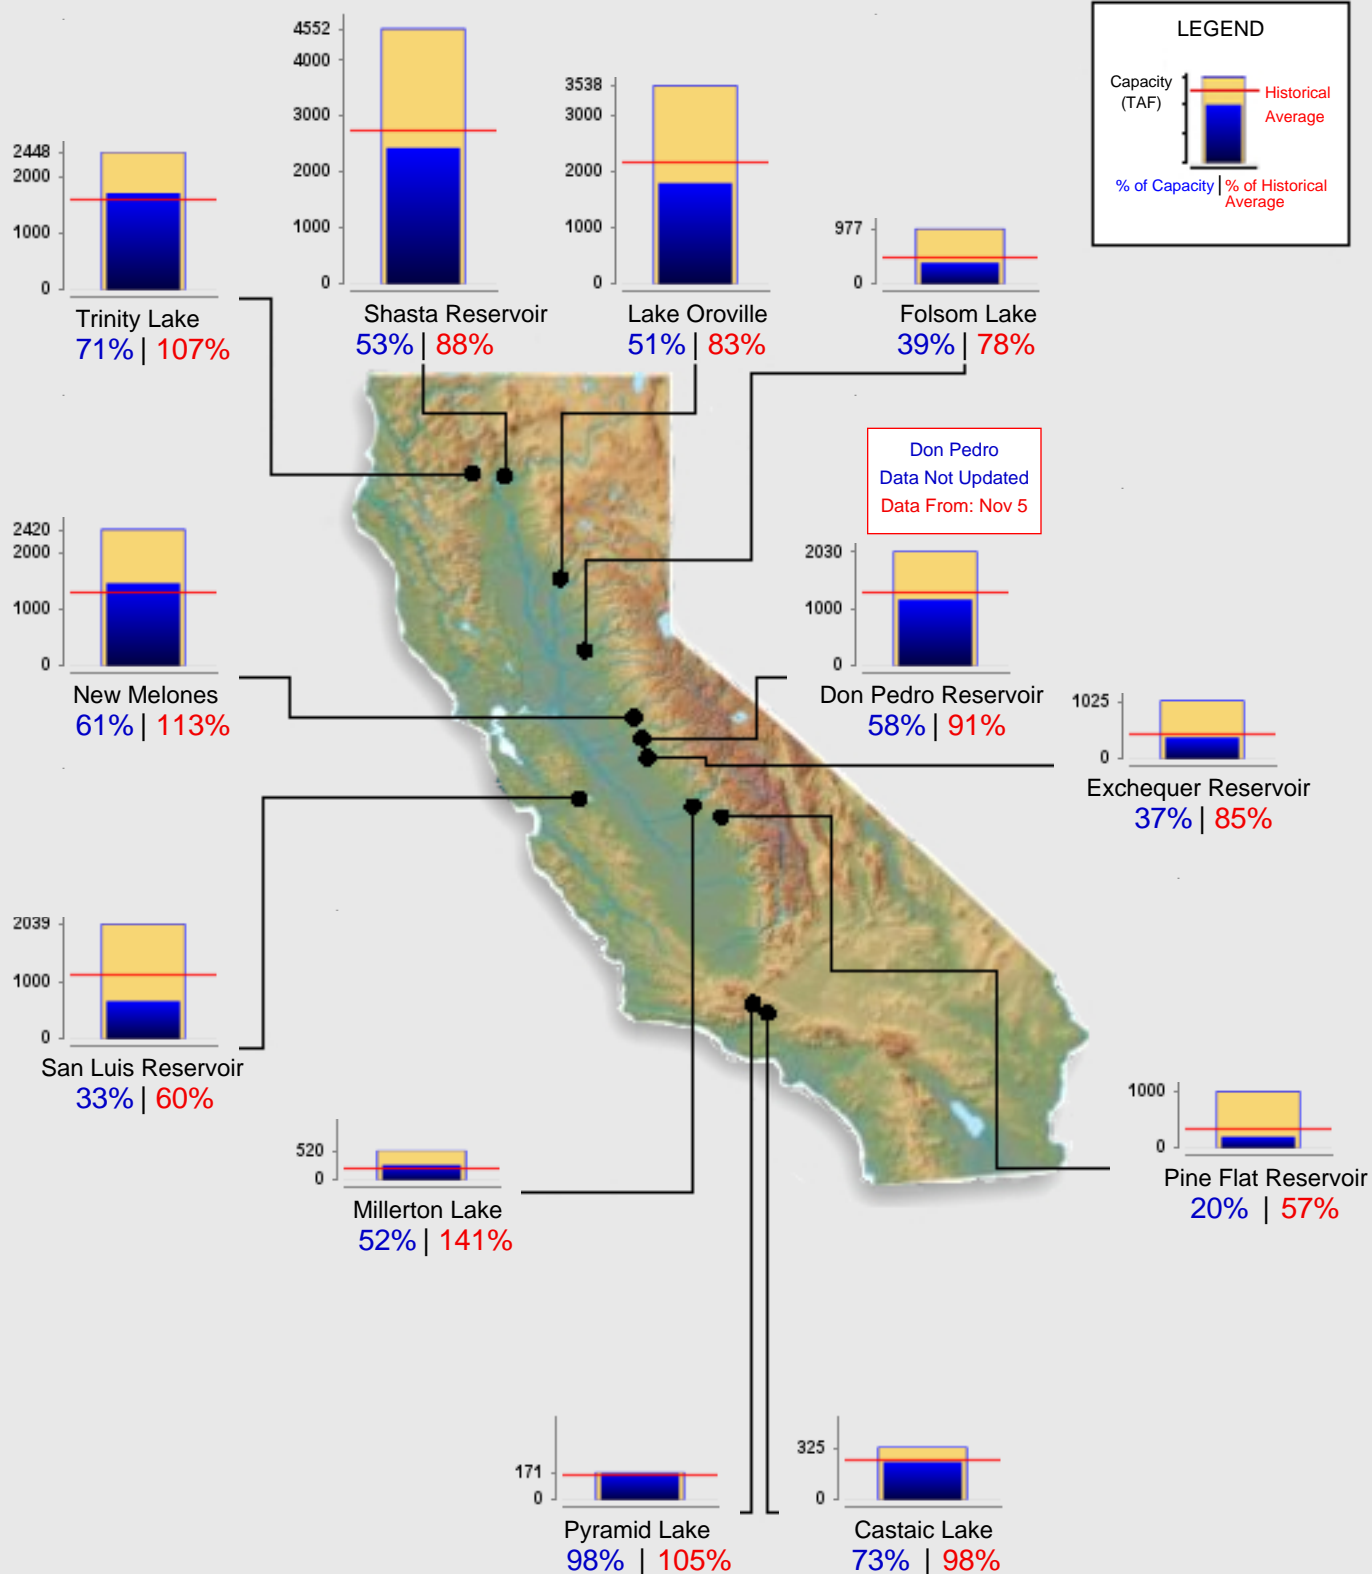 LEGEND
Capacity
(TAF)
Historical
Average
% of Capacity | % of Historical
Average
4552
4000
3000
2000
1000
0
Shasta Reservoir
53% | 88%
3538
3000
2000
1000
0
Lake Oroville
51% | 83%
2448
2000
1000
0
Trinity Lake
71% | 107%
977
0
Folsom Lake
39% | 78%
Don Pedro
Data Not Updated
Data From: Nov 5
2420
2000
1000
0
New Melones
61% | 113%
2030
1000
0
Don Pedro Reservoir
58% | 91%
1025
0
Exchequer Reservoir
37% | 85%
2039
1000
0
San Luis Reservoir
33% | 60%
520
0
Millerton Lake
52% | 141%
1000
0
Pine Flat Reservoir
20% | 57%
171
0
Pyramid Lake
98% | 105%
325
0
Castaic Lake
73% | 98%